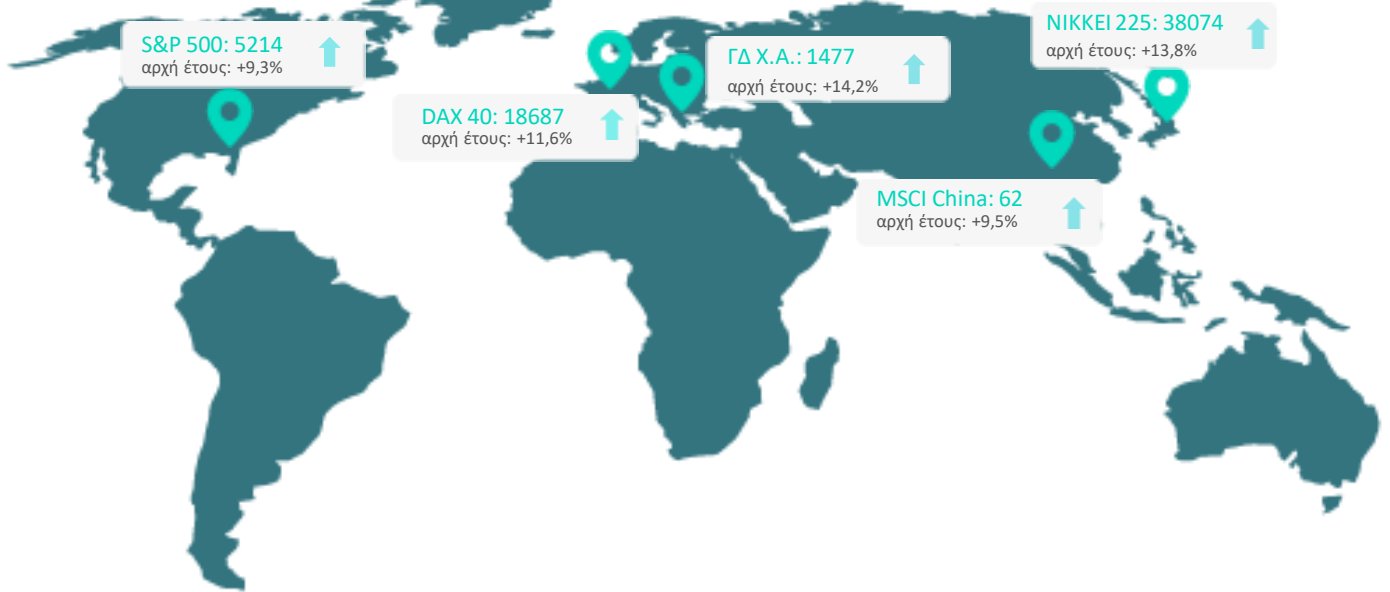 S&P 500: 5214
αρχή έτους: +9,3%
DAX 40: 18687
αρχή έτους: +11,6%
ΓΔ Χ.Α.: 1477
αρχή έτους: +14,2%
NIKKEI 225: 38074
αρχή έτους: +13,8%
MSCI China: 62
αρχή έτους: +9,5%